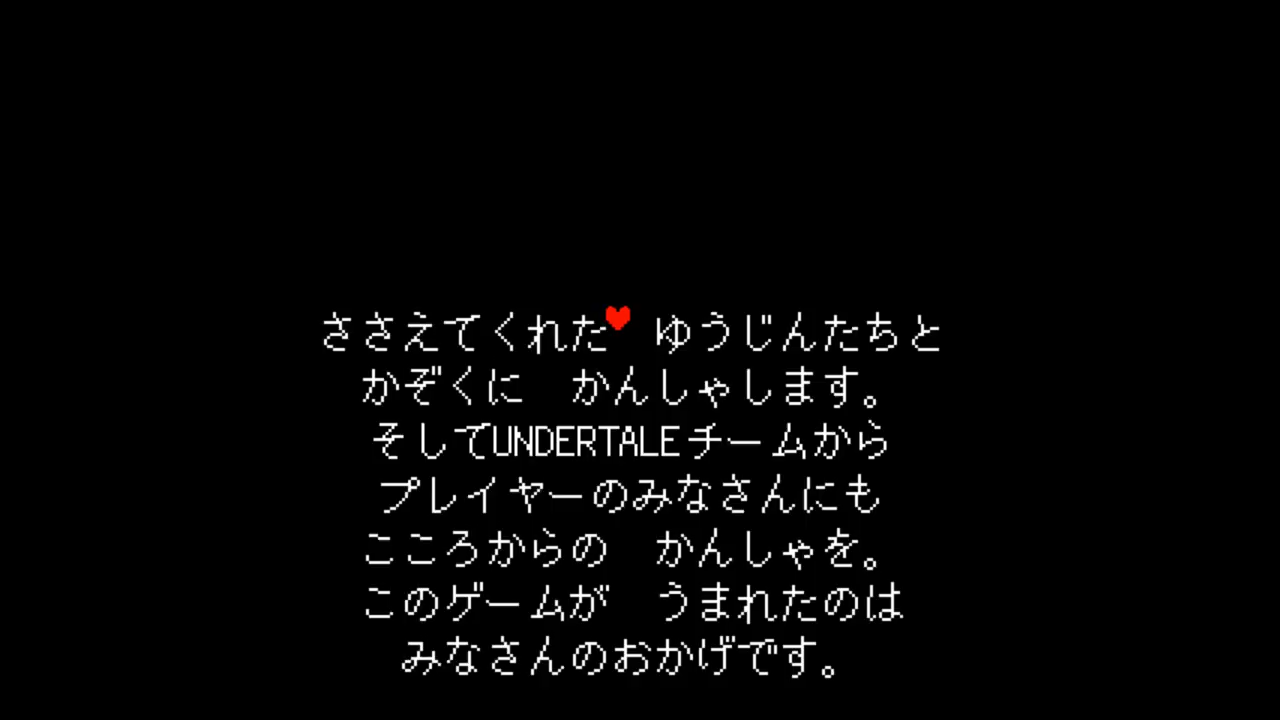 ささえてくれた　ゆうじんたちと
かぞくに　かんしゃします。
そしてUNDERTALEチームから
プレイヤーのみなさんにも
こころからの　かんしゃを。
このゲームが　うまれたのは
みなさんのおかげです。